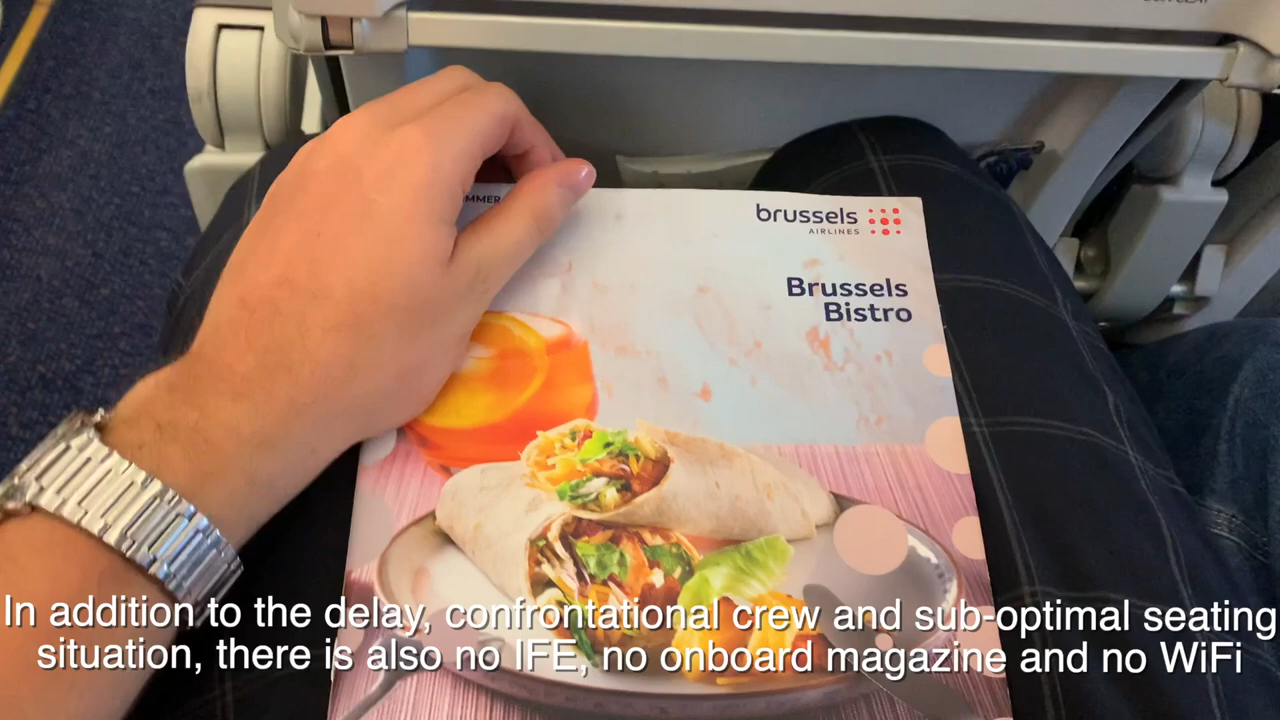 MMER
brussels
AIRLINES
Brussels
Bistro
In addition to the delay, confrontational crew and sub-optimal seating
situation, there is also no IFE, no onboard magazine and no WiFi